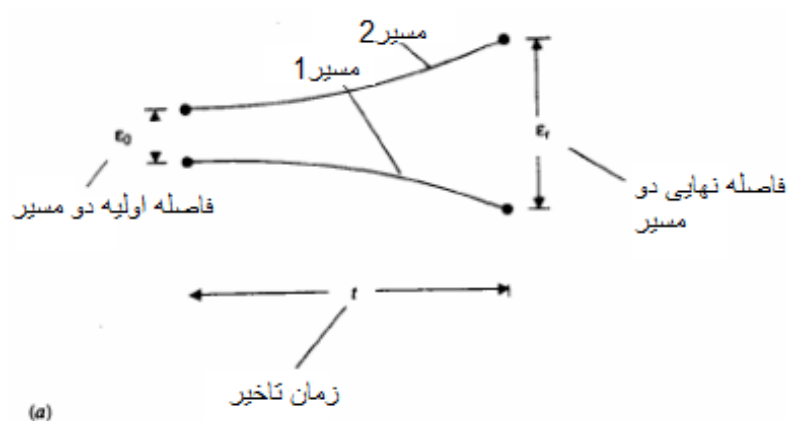 مسیر2
مسیر1
ε₀
εf
فاصله اولیه دو مسیر
فاصله نهایی دو
مسیر
t
زمان تاخیر
(a)